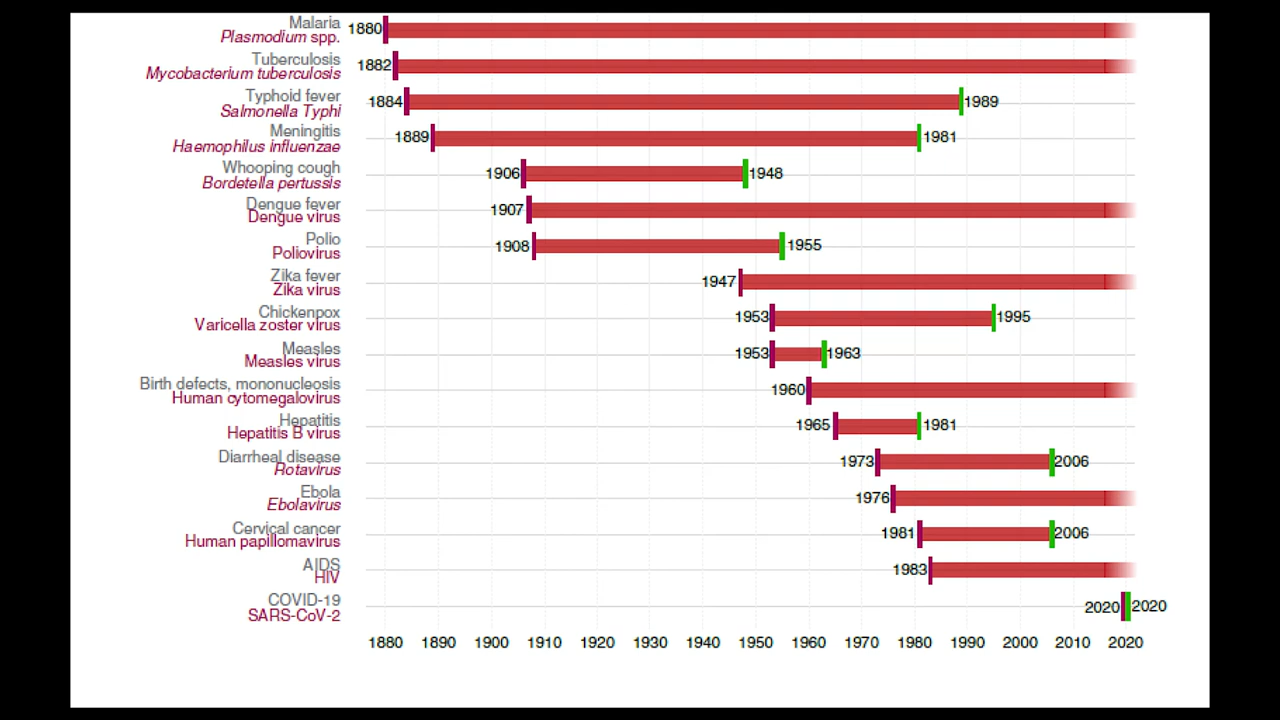 Malaria
Plasmodium spp.
1880
Tuberculosis
Mycobacterium tuberculosis
1882
Typhoid fever
Salmonella Typhi
1884 1989
Meningitis
Haemophilus influenzae
1889 1981
Whooping cough
Bordetella pertussis
1906 1948
Dengue fever
Dengue virus
1907
Polio
Poliovirus
1908 1955
Zika fever
Zika virus
1947
Chickenpox
Varicella zoster virus
1953 1995
Measles
Measles virus
1953 1963
Birth defects, mononucleosis
Human cytomegalovirus
1960
Hepatitis
Hepatitis B virus
1965 1981
Diarrheal disease
Rotavirus
1973 2006
Ebola
Ebolavirus
1976
Cervical cancer
Human papillomavirus
1981 2006
AIDS
HIV
1983
COVID-19
SARS-CoV-2
2020 2020
1880 1890 1900 1910 1920 1930 1940 1950 1960 1970 1980 1990 2000 2010 2020